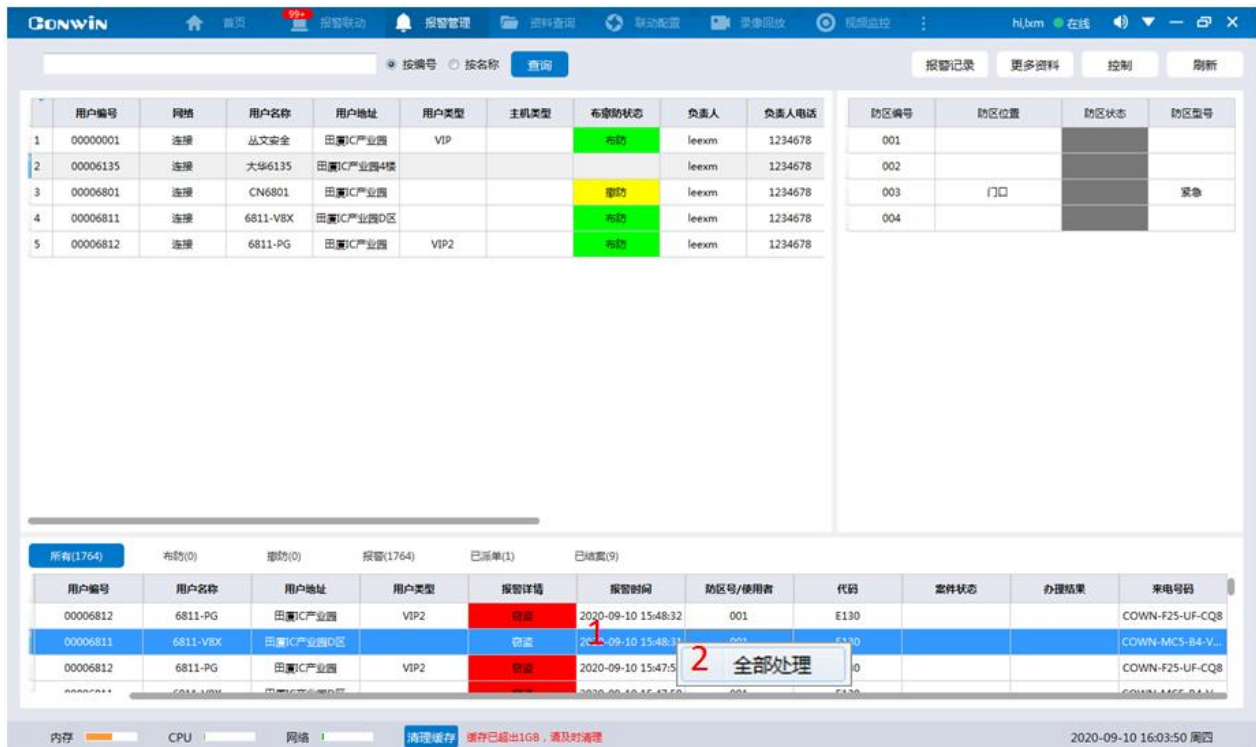 CONWIN 首页 99+ 报警联动 报警管理 资料查询 联动配置 录像回放 视频监控 hi,lxm 在线
按编号 按名称 查询 报警记录 更多资料 控制 刷新
用户编号 网络 用户名称 用户地址 用户类型 主机类型 布撤防状态 负责人 负责人电话 防区编号 防区位置 防区状态 防区型号
1 00000001 连接 丛文安全 田厦IC产业园 VIP 布防 leexm 1234678 001
2 00006135 连接 大华6135 田厦IC产业园4楼 leexm 1234678 002
3 00006801 连接 CN6801 田厦IC产业园 撤防 leexm 1234678 003 门口 紧急
4 00006811 连接 6811-V8X 田厦IC产业园D区 布防 leexm 1234678 004
5 00006812 连接 6811-PG 田厦IC产业园 VIP2 布防 leexm 1234678
所有(1764) 布防(0) 撤防(0) 报警(1764) 已派单(1) 已结案(9)
用户编号 用户名称 用户地址 用户类型 报警详情 报警时间 防区号/使用者 代码 案件状态 办理结果 来电号码
00006812 6811-PG 田厦IC产业园 VIP2 窃盗 2020-09-10 15:48:32 001 E130 COWN-F25-UF-CQ8
00006811 6811-V8X 田厦IC产业园D区 窃盗 2020-09-10 15:48:31 001 E130 COWN-MC5-B4-V...
1
2 全部处理
00006812 6811-PG 田厦IC产业园 VIP2 窃盗 2020-09-10 15:47:5 COWN-F25-UF-CQ8
内存 CPU 网络 清理缓存 缓存已超出1GB，请及时清理 2020-09-10 16:03:50 周四